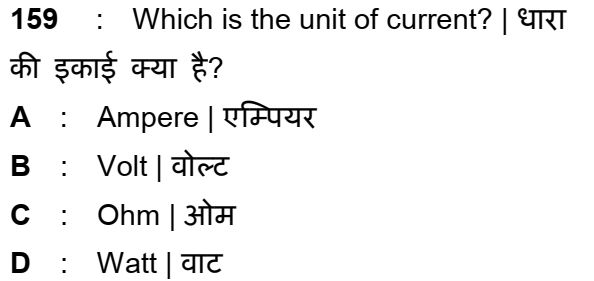 159 : Which is the unit of current? | धारा
की इकाई क्या है?
A : Ampere | एम्पियर
B : Volt | वोल्ट
C : Ohm | ओम
D : Watt | वाट